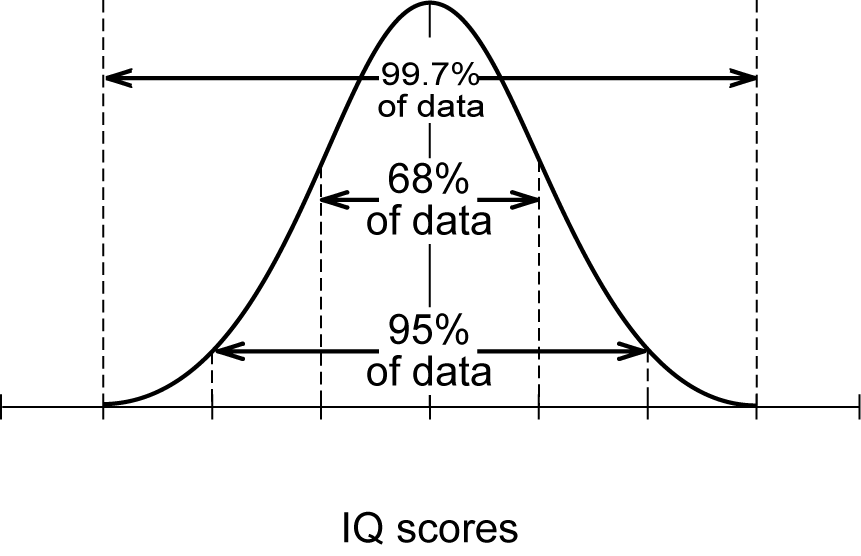 99.7%
of data
68%
of data
95%
of data
IQ scores